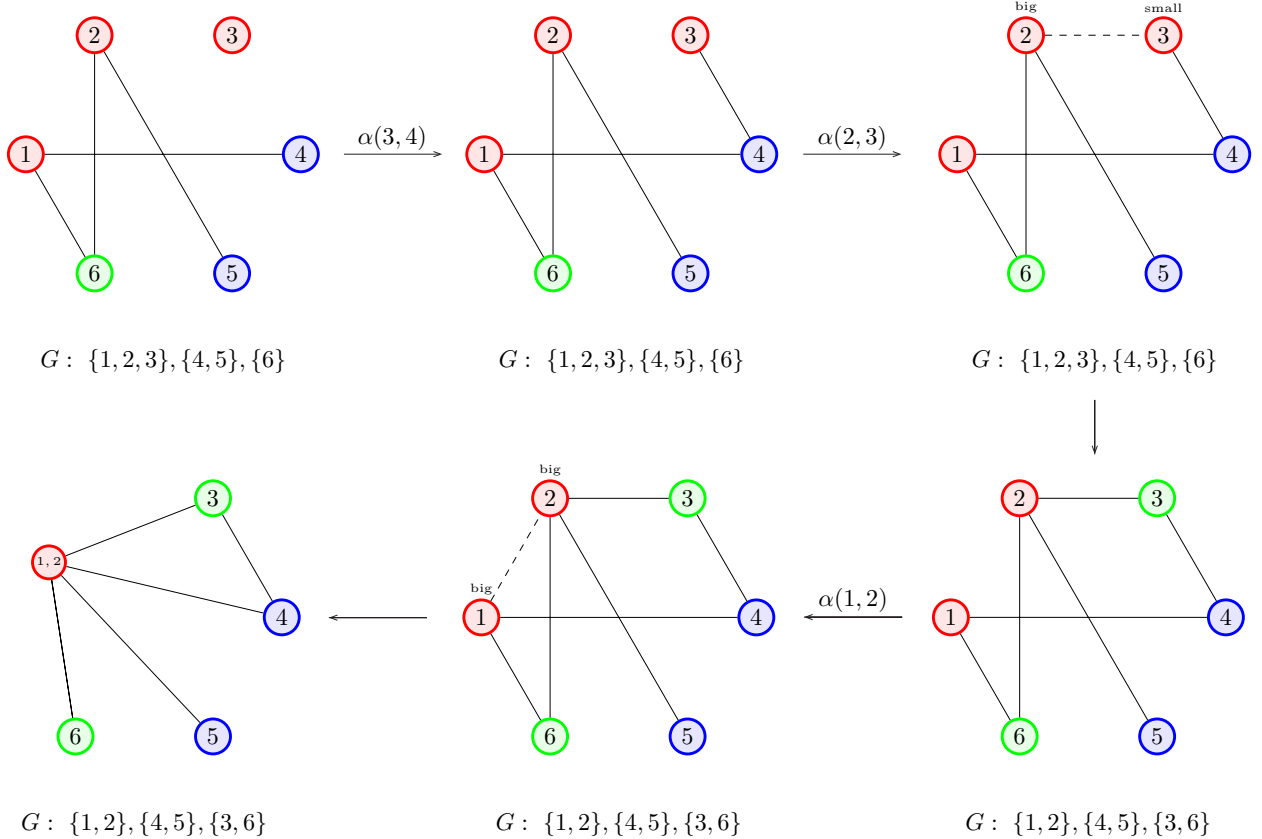 2 3
1 4
6 5
G : {1, 2, 3}, {4, 5}, {6}
α(3, 4)
2 3
1 4
6 5
G : {1, 2, 3}, {4, 5}, {6}
α(2, 3)
big small
2 3
1 4
6 5
G : {1, 2, 3}, {4, 5}, {6}
2 3
1 4
6 5
G : {1, 2}, {4, 5}, {3, 6}
α(1, 2)
big
2 3
big
1 4
6 5
G : {1, 2}, {4, 5}, {3, 6}
3
1, 2
4
6 5
G : {1, 2}, {4, 5}, {3, 6}